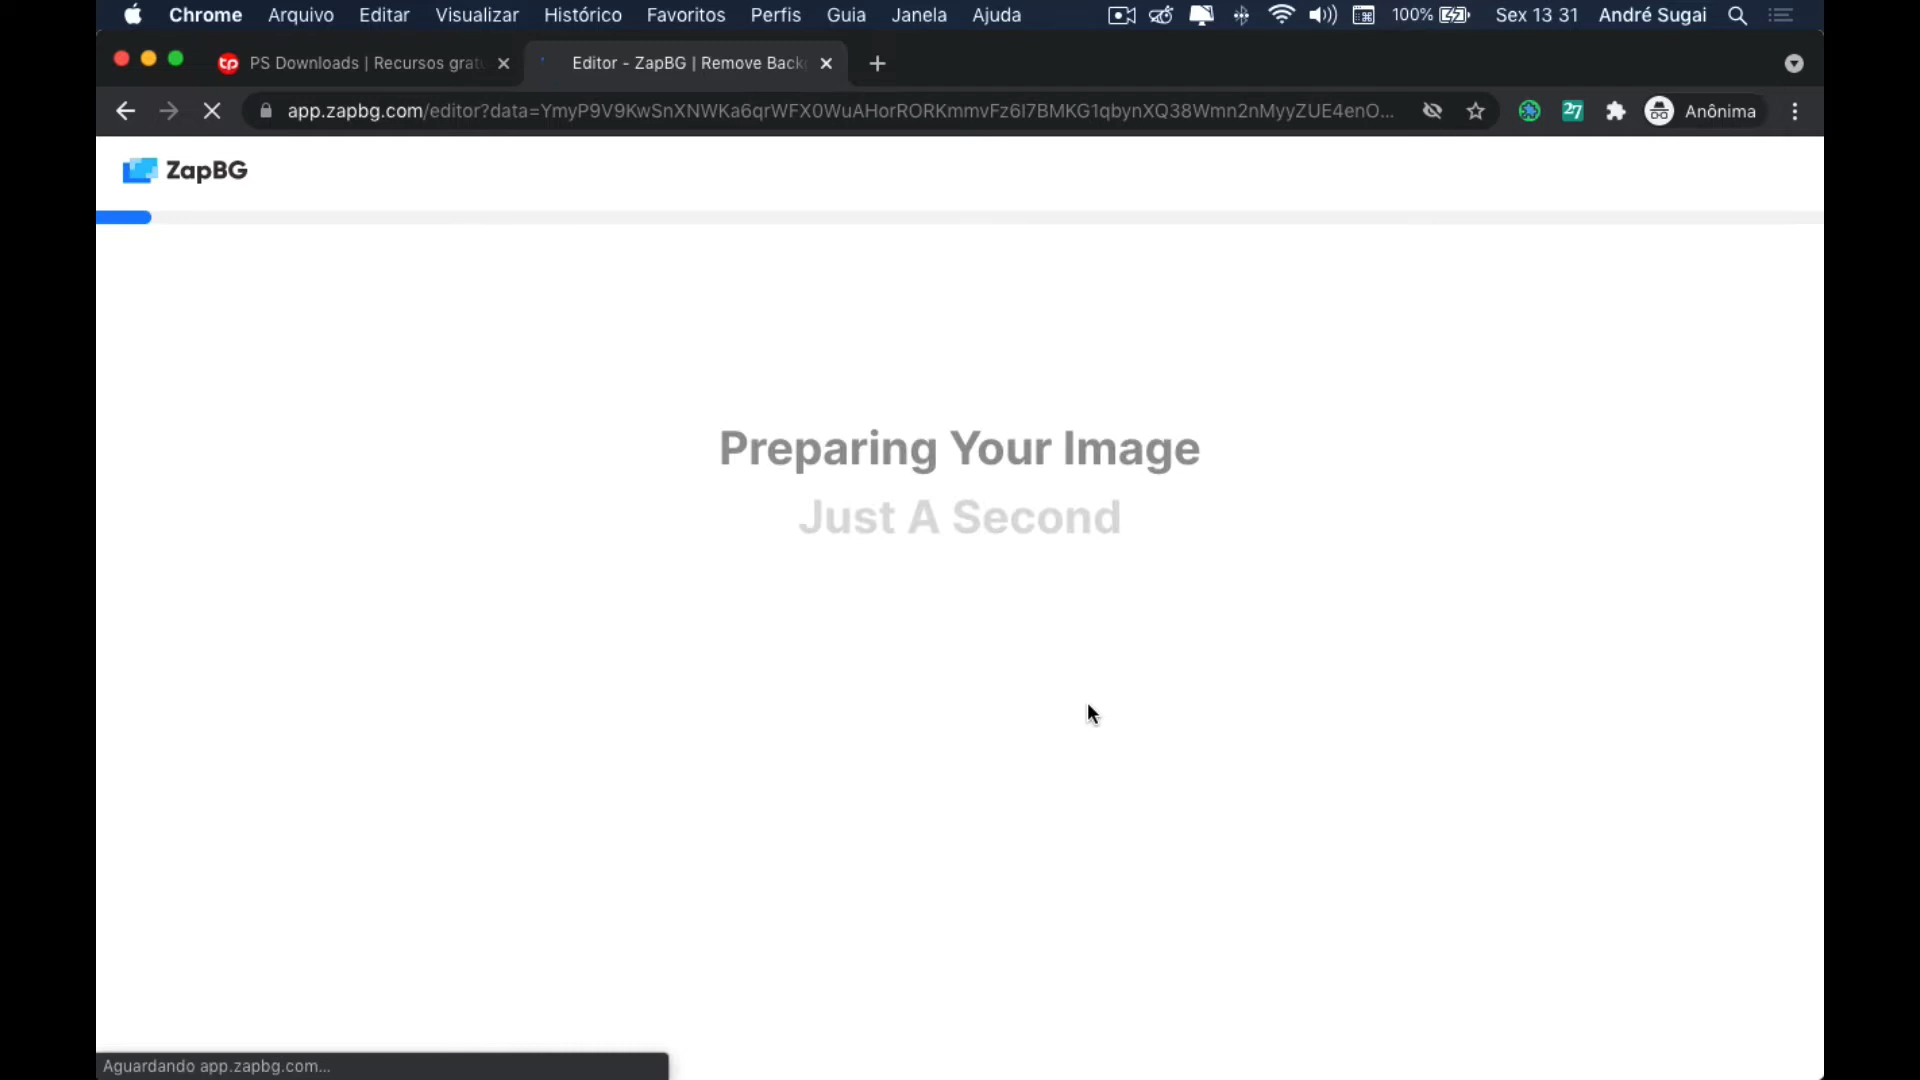 Chrome Arquivo Editar Visualizar Histórico Favoritos Perfis Guia Janela Ajuda 100% Sex 13 31 André Sugai
tp PS Downloads | Recursos grat Editor - ZapBG | Remove Back
app.zapbg.com/editor?data=YmyP9V9KwSnXNWKa6qrWFX0WuAHorRORKmmvFz6I7BMKG1qbynXQ38Wmn2nMyyZUE4enO... 27 Anônima
ZapBG
Preparing Your Image
Just A Second
Aguardando app.zapbg.com...